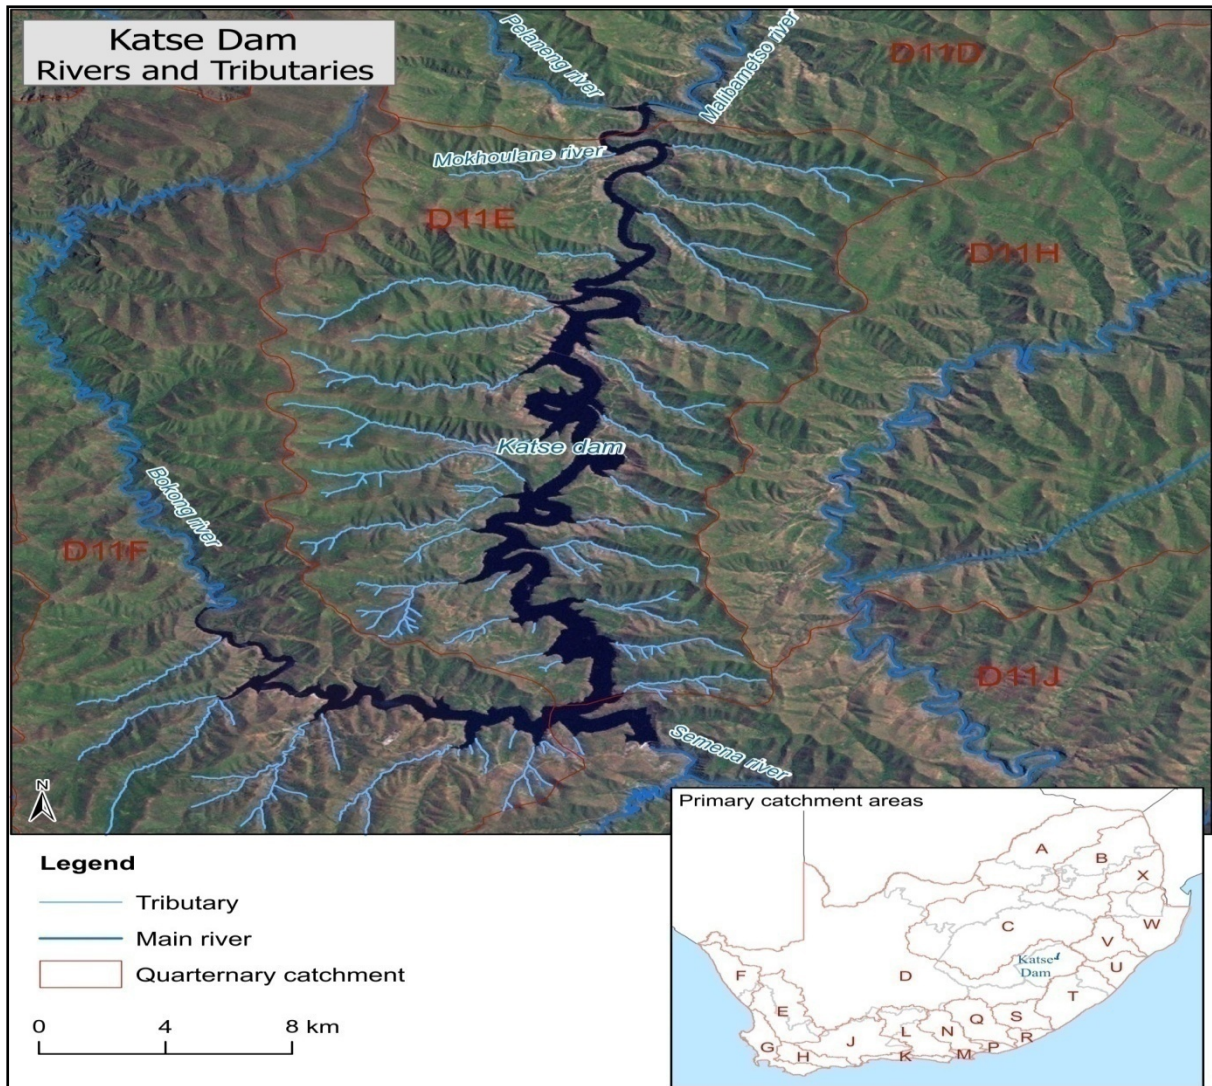 Katse Dam
Rivers and Tributaries
Pelaneng river
Malibametso river
D11D
Mokhoulane river
D11E
D11H
Katse dam
Bokong river
D11F
D11J
Semena river
N
Legend
Tributary
Main river
Quarternary catchment
0 4 8 km
Primary catchment areas
A
B
X
C
W
V
Katse
Dam
U
F
D
T
E
Q
S
L
N
R
J
P
G
H
K
M